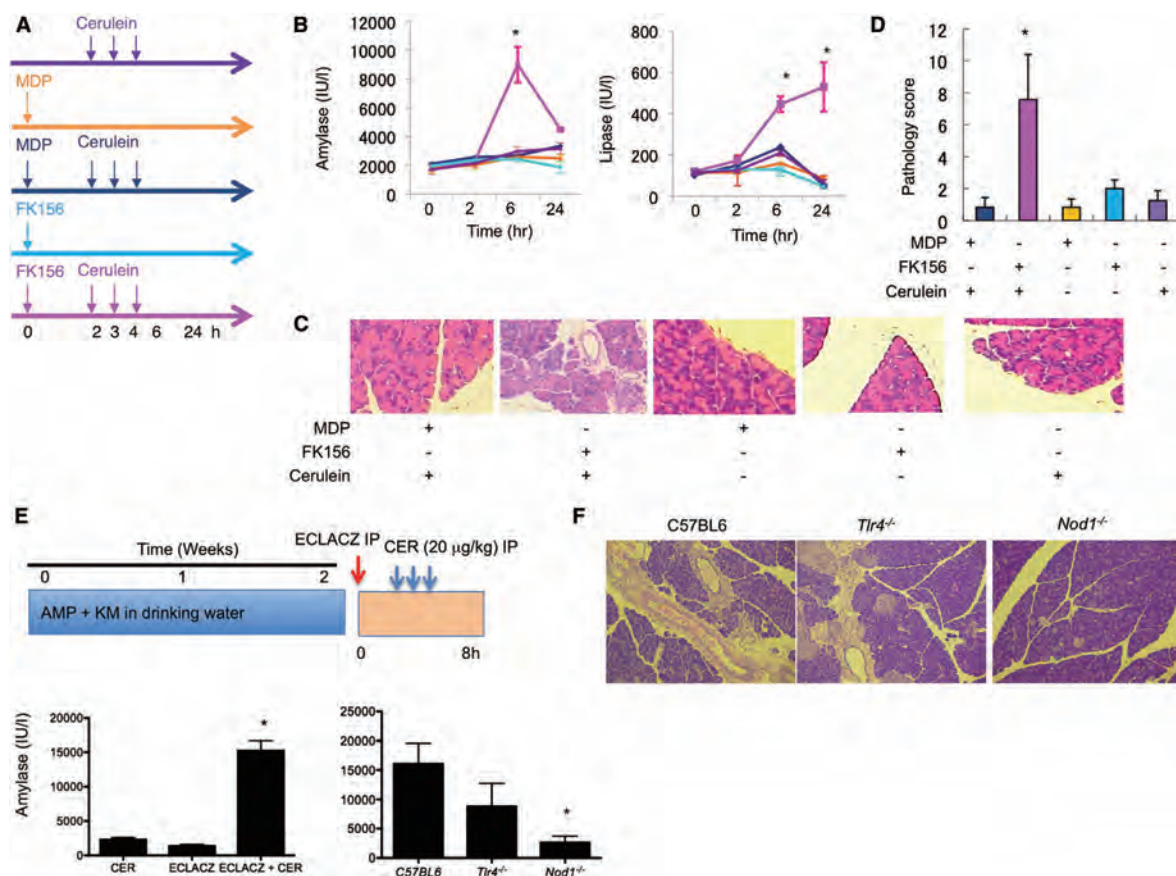 A
Cerulein
MDP
MDP Cerulein
FK156
FK156 Cerulein
0 2 3 4 6 24 h
B
Amylase (IU/l)
12000
10000
8000
6000
4000
2000
0
*
0 2 6 24
Time (hr)
Lipase (IU/l)
800
600
400
200
0
* *
0 2 6 24
Time (hr)
D
Pathology score
12
10
8
6
4
2
0
*
MDP + - + - -
FK156 - + - + -
Cerulein + + - - +
C
MDP + - + - -
FK156 - + - + -
Cerulein + + - - +
E
Time (Weeks)
0 1 2
AMP + KM in drinking water
ECLACZ IP
CER (20 µg/kg) IP
0 8h
Amylase (IU/l)
20000
15000
10000
5000
0
*
CER ECLACZ ECLACZ + CER
25000
20000
15000
10000
5000
0
*
C57BL6 Tlr4-/- Nod1-/-
F
C57BL6 Tlr4-/- Nod1-/-